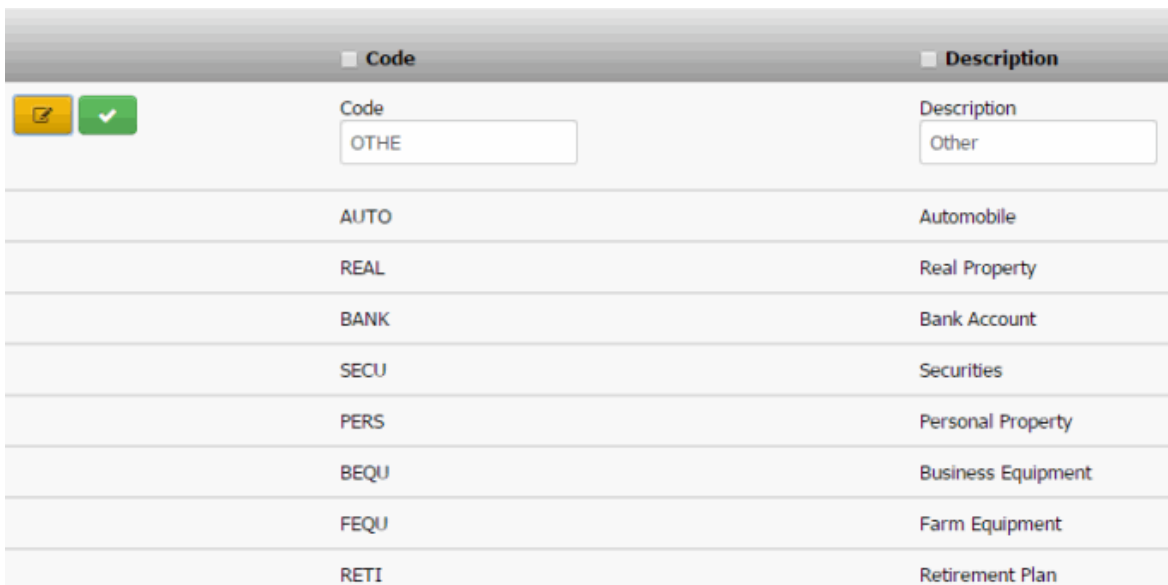 Code Description
Code Description
OTHE Other
AUTO Automobile
REAL Real Property
BANK Bank Account
SECU Securities
PERS Personal Property
BEQU Business Equipment
FEQU Farm Equipment
RETI Retirement Plan